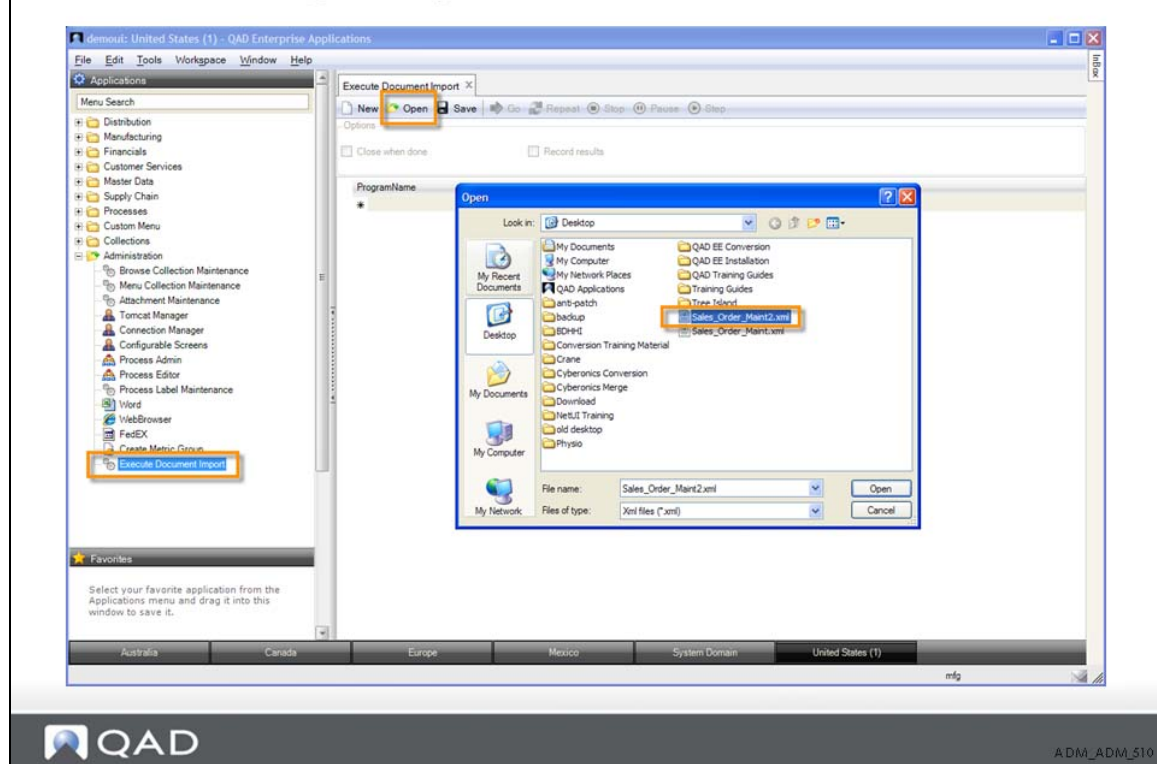 demoui: United States (1) - QAD Enterprise Applications
File Edit Tools Workspace Window Help
InBox
Applications
Menu Search
Distribution
Manufacturing
Financials
Customer Services
Master Data
Supply Chain
Processes
Custom Menu
Collections
Administration
Browse Collection Maintenance
Menu Collection Maintenance
Attachment Maintenance
Tomcat Manager
Connection Manager
Configurable Screens
Process Admin
Process Editor
Process Label Maintenance
Word
WebBrowser
FedEX
Create Metric Group
Execute Document Import
Favorites
Select your favorite application from the
Applications menu and drag it into this
window to save it.
Execute Document Import
New Open Save Go Repeat Stop Pause Step
Options
Close when done Record results
ProgramName
Open
Look in: Desktop
My Recent
Documents
Desktop
My Documents
My Computer
My Network
My Documents
My Computer
My Network Places
QAD Applications
anti-patch
backup
BDHHI
Conversion Training Material
Crane
Cyberonics Conversion
Cyberonics Merge
Download
NetUI Training
old desktop
Physio
QAD EE Conversion
QAD EE Installation
QAD Training Guides
Training Guides
Tree Island
Sales_Order_Maint2.xml
Sales_Order_Maint.xml
File name: Sales_Order_Maint2.xml Open
Files of type: Xml files (*.xml) Cancel
Australia Canada Europe Mexico System Domain United States (1)
mfg
QAD
ADM_ADM_510